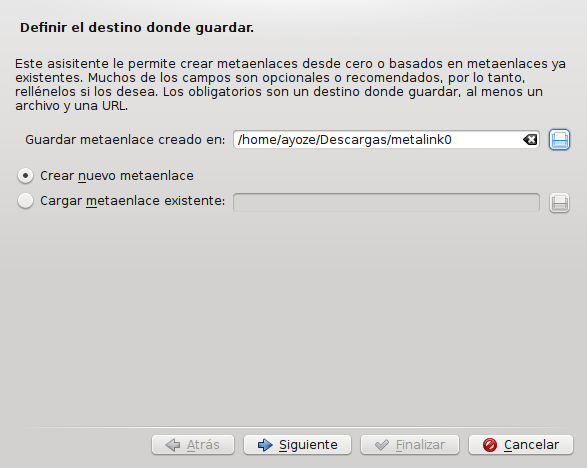 Definir el destino donde guardar.
Este asisitente le permite crear metaenlaces desde cero o basados en metaenlaces ya
existentes. Muchos de los campos son opcionales o recomendados, por lo tanto,
rellénelos si los desea. Los obligatorios son un destino donde guardar, al menos un
archivo y una URL.
Guardar metaenlace creado en: /home/ayoze/Descargas/metalink0
Crear nuevo metaenlace
Cargar metaenlace existente:
Atrás Siguiente Finalizar Cancelar